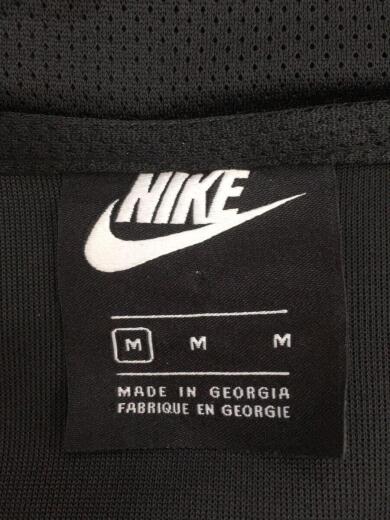 NIKE
M M M
MADE IN GEORGIA
FABRIQUE EN GEORGIE